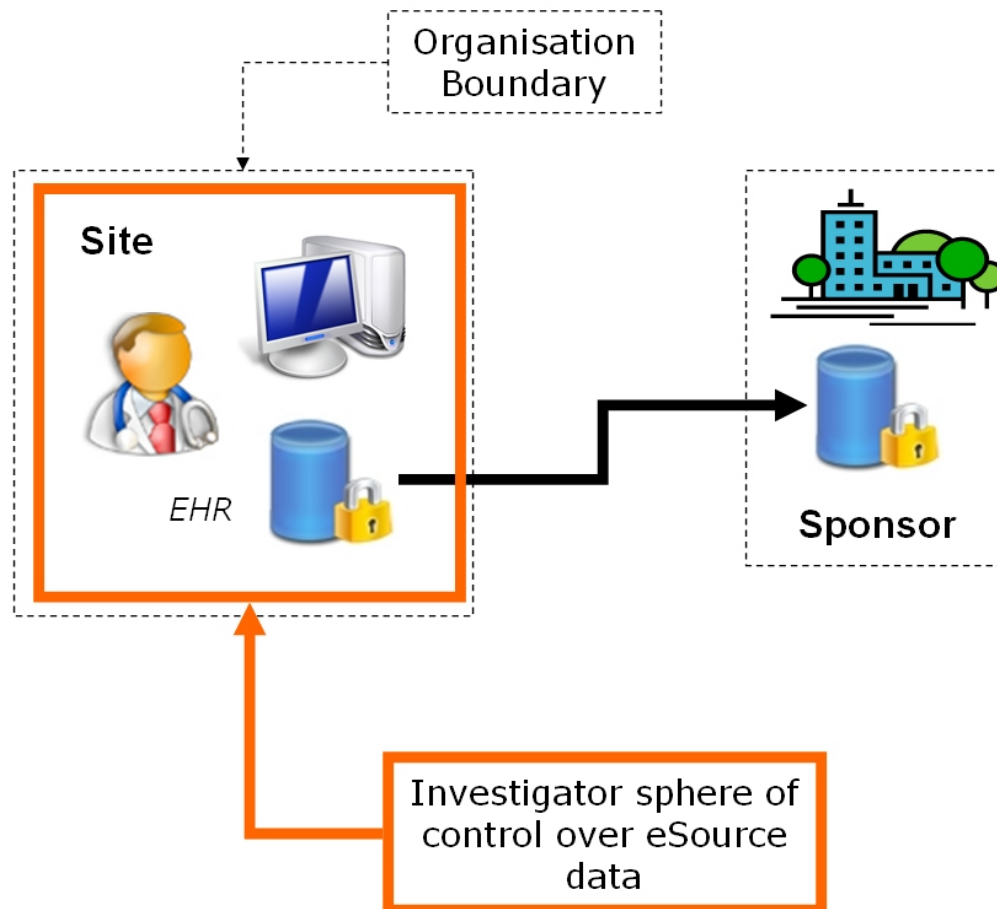 Organisation
Boundary
Site
EHR
Sponsor
Investigator sphere of
control over eSource
data